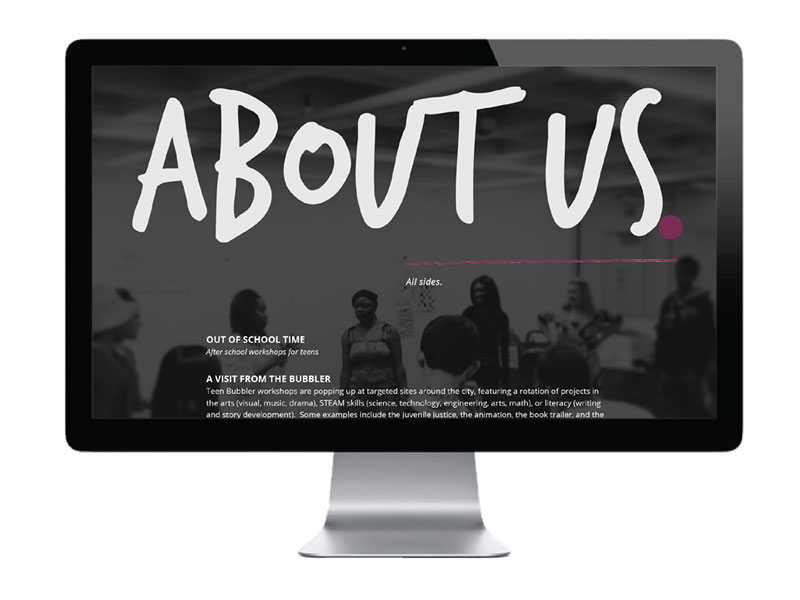 ABOUT US.
All sides.
OUT OF SCHOOL TIME
After school workshops for teens
A VISIT FROM THE BUBBLER
Teen Bubbler workshops are popping up at targeted sites around the city, featuring a rotation of projects in
the arts (visual, music, drama), STEAM skills (science, technology, engineering, arts, math), or literacy (writing
and story development). Some examples include the juvenile justice, the animation, the book trailer, and the